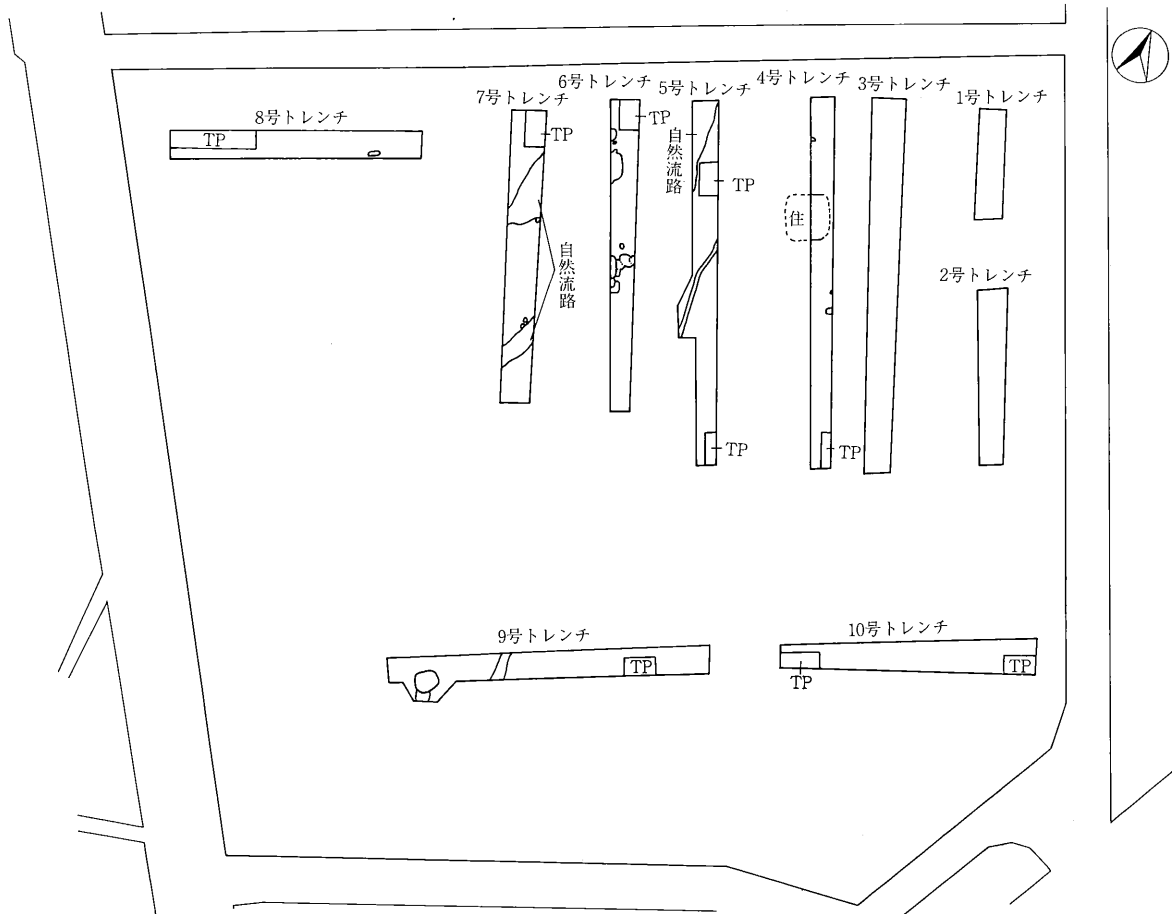 8号トレンチ
TP
7号トレンチ
TP
自然流路
6号トレンチ
TP
5号トレンチ
自然流路
TP
TP
4号トレンチ
住
TP
3号トレンチ
1号トレンチ
2号トレンチ
9号トレンチ
TP
10号トレンチ
TP
TP